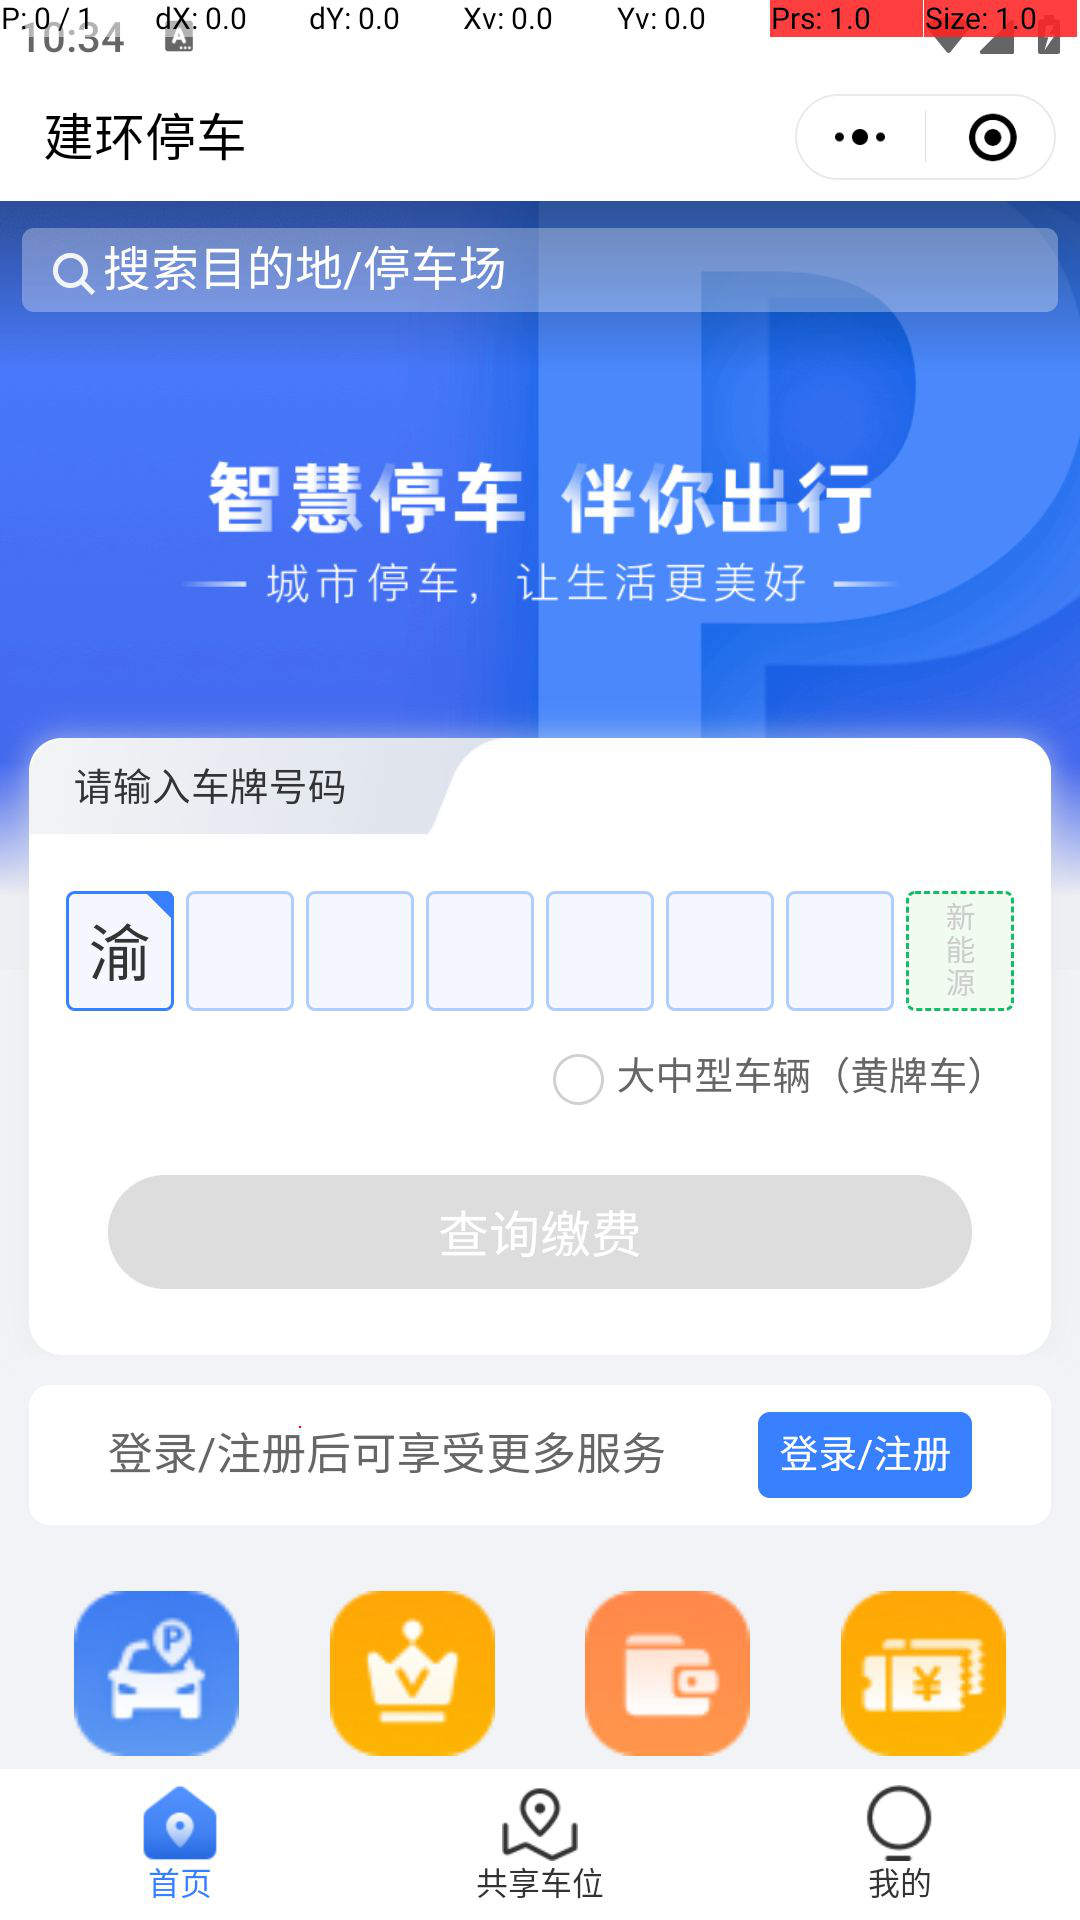 P: 0 / 1 dX: 0.0 dY: 0.0 Xv: 0.0 Yv: 0.0 Prs: 1.0 Size: 1.0
10:34
建环停车
搜索目的地/停车场
智慧停车 伴你出行
城市停车，让生活更美好
请输入车牌号码
渝
新能源
大中型车辆（黄牌车）
查询缴费
登录/注册后可享受更多服务
登录/注册
首页 共享车位 我的